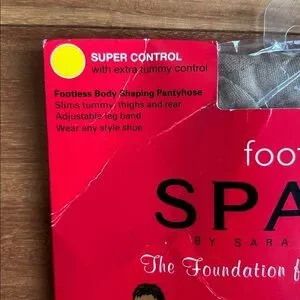 SUPER CONTROL
with extra tummy control
Footless Body Shaping Pantyhose
Slims tummy, thighs and rear
Adjustable leg band
Wear any style shoe
foot
SPA
BY SARA
The Foundation f